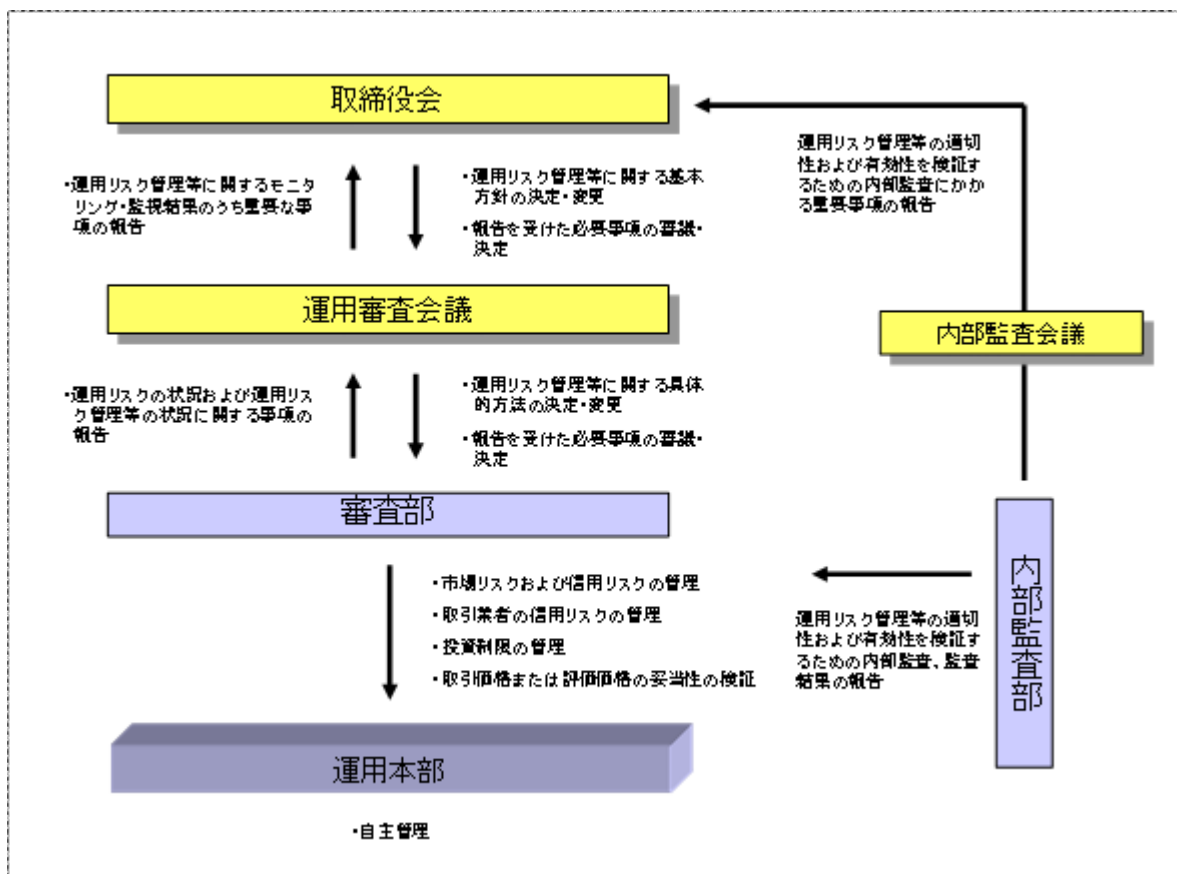 取締役会
・運用リスク管理等に関するモニタ
リング・監視結果のうち重要な事
項の報告
・運用リスク管理等に関する基本
方針の決定・変更
・報告を受けた必要事項の審議・
決定
運用リスク管理等の適切
性および有効性を検証す
るための内部監査にかか
る重要事項の報告
運用審査会議
内部監査会議
・運用リスクの状況および運用リス
ク管理等の状況に関する事項の
報告
・運用リスク管理等に関する具体
的方法の決定・変更
・報告を受けた必要事項の審議・
決定
審査部
・市場リスクおよび信用リスクの管理
・取引業者の信用リスクの管理
・投資制限の管理
・取引価格または評価価格の妥当性の検証
運用リスク管理等の適切
性および有効性を検証す
るための内部監査、監査
結果の報告
内部監査部
運用本部
・自主管理